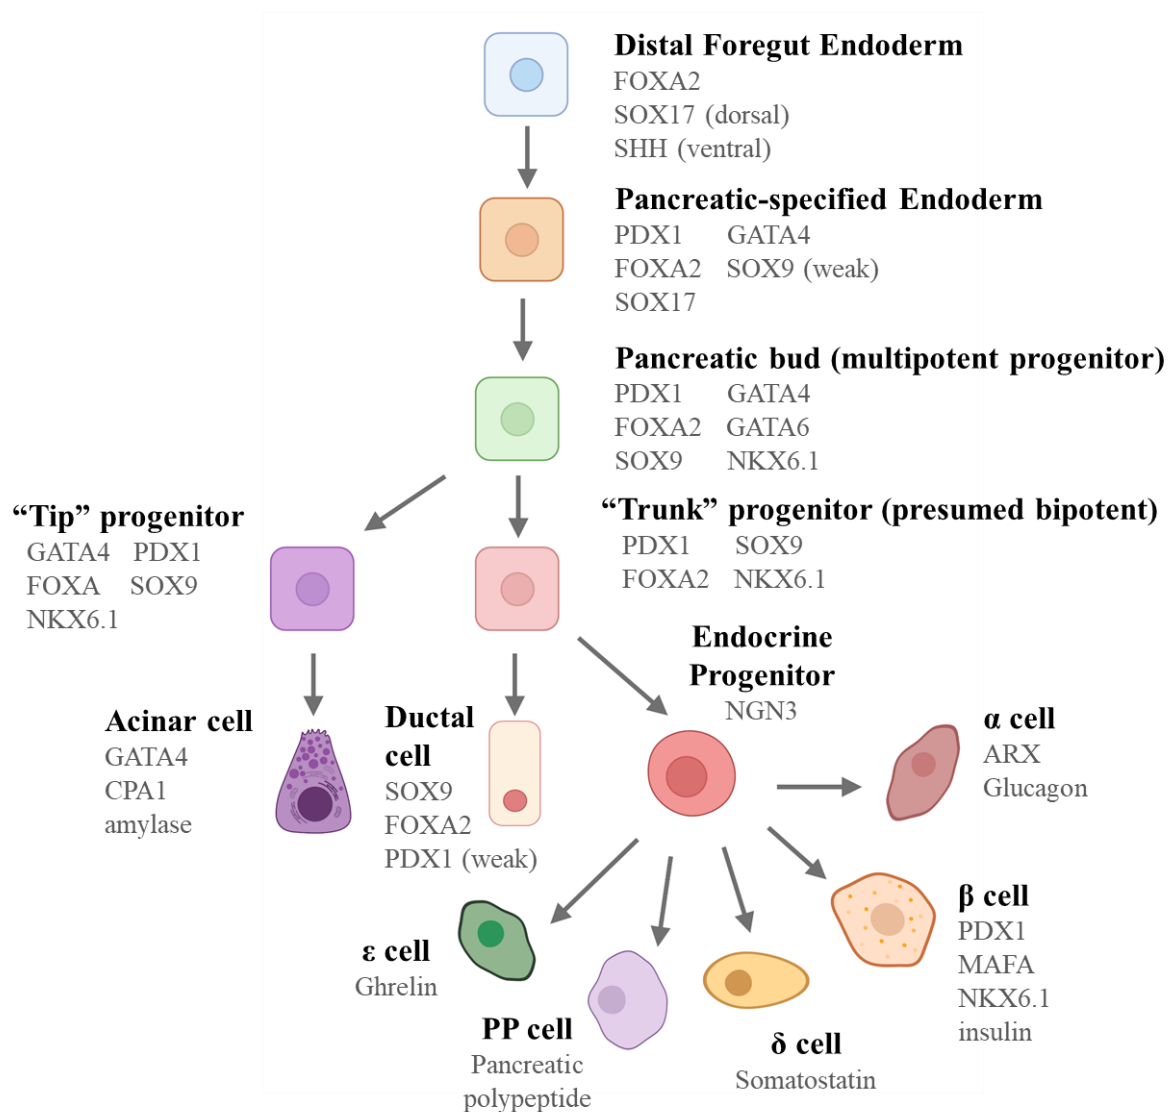 Distal Foregut Endoderm
FOXA2
SOX17 (dorsal)
SHH (ventral)
Pancreatic-specified Endoderm
PDX1 GATA4
FOXA2 SOX9 (weak)
SOX17
Pancreatic bud (multipotent progenitor)
PDX1 GATA4
FOXA2 GATA6
SOX9 NKX6.1
“Tip” progenitor
GATA4 PDX1
FOXA SOX9
NKX6.1
“Trunk” progenitor (presumed bipotent)
PDX1 SOX9
FOXA2 NKX6.1
Endocrine
Progenitor
NGN3
Acinar cell
GATA4
CPA1
amylase
Ductal
cell
SOX9
FOXA2
PDX1 (weak)
α cell
ARX
Glucagon
β cell
PDX1
MAFA
NKX6.1
insulin
ε cell
Ghrelin
PP cell
Pancreatic
polypeptide
δ cell
Somatostatin